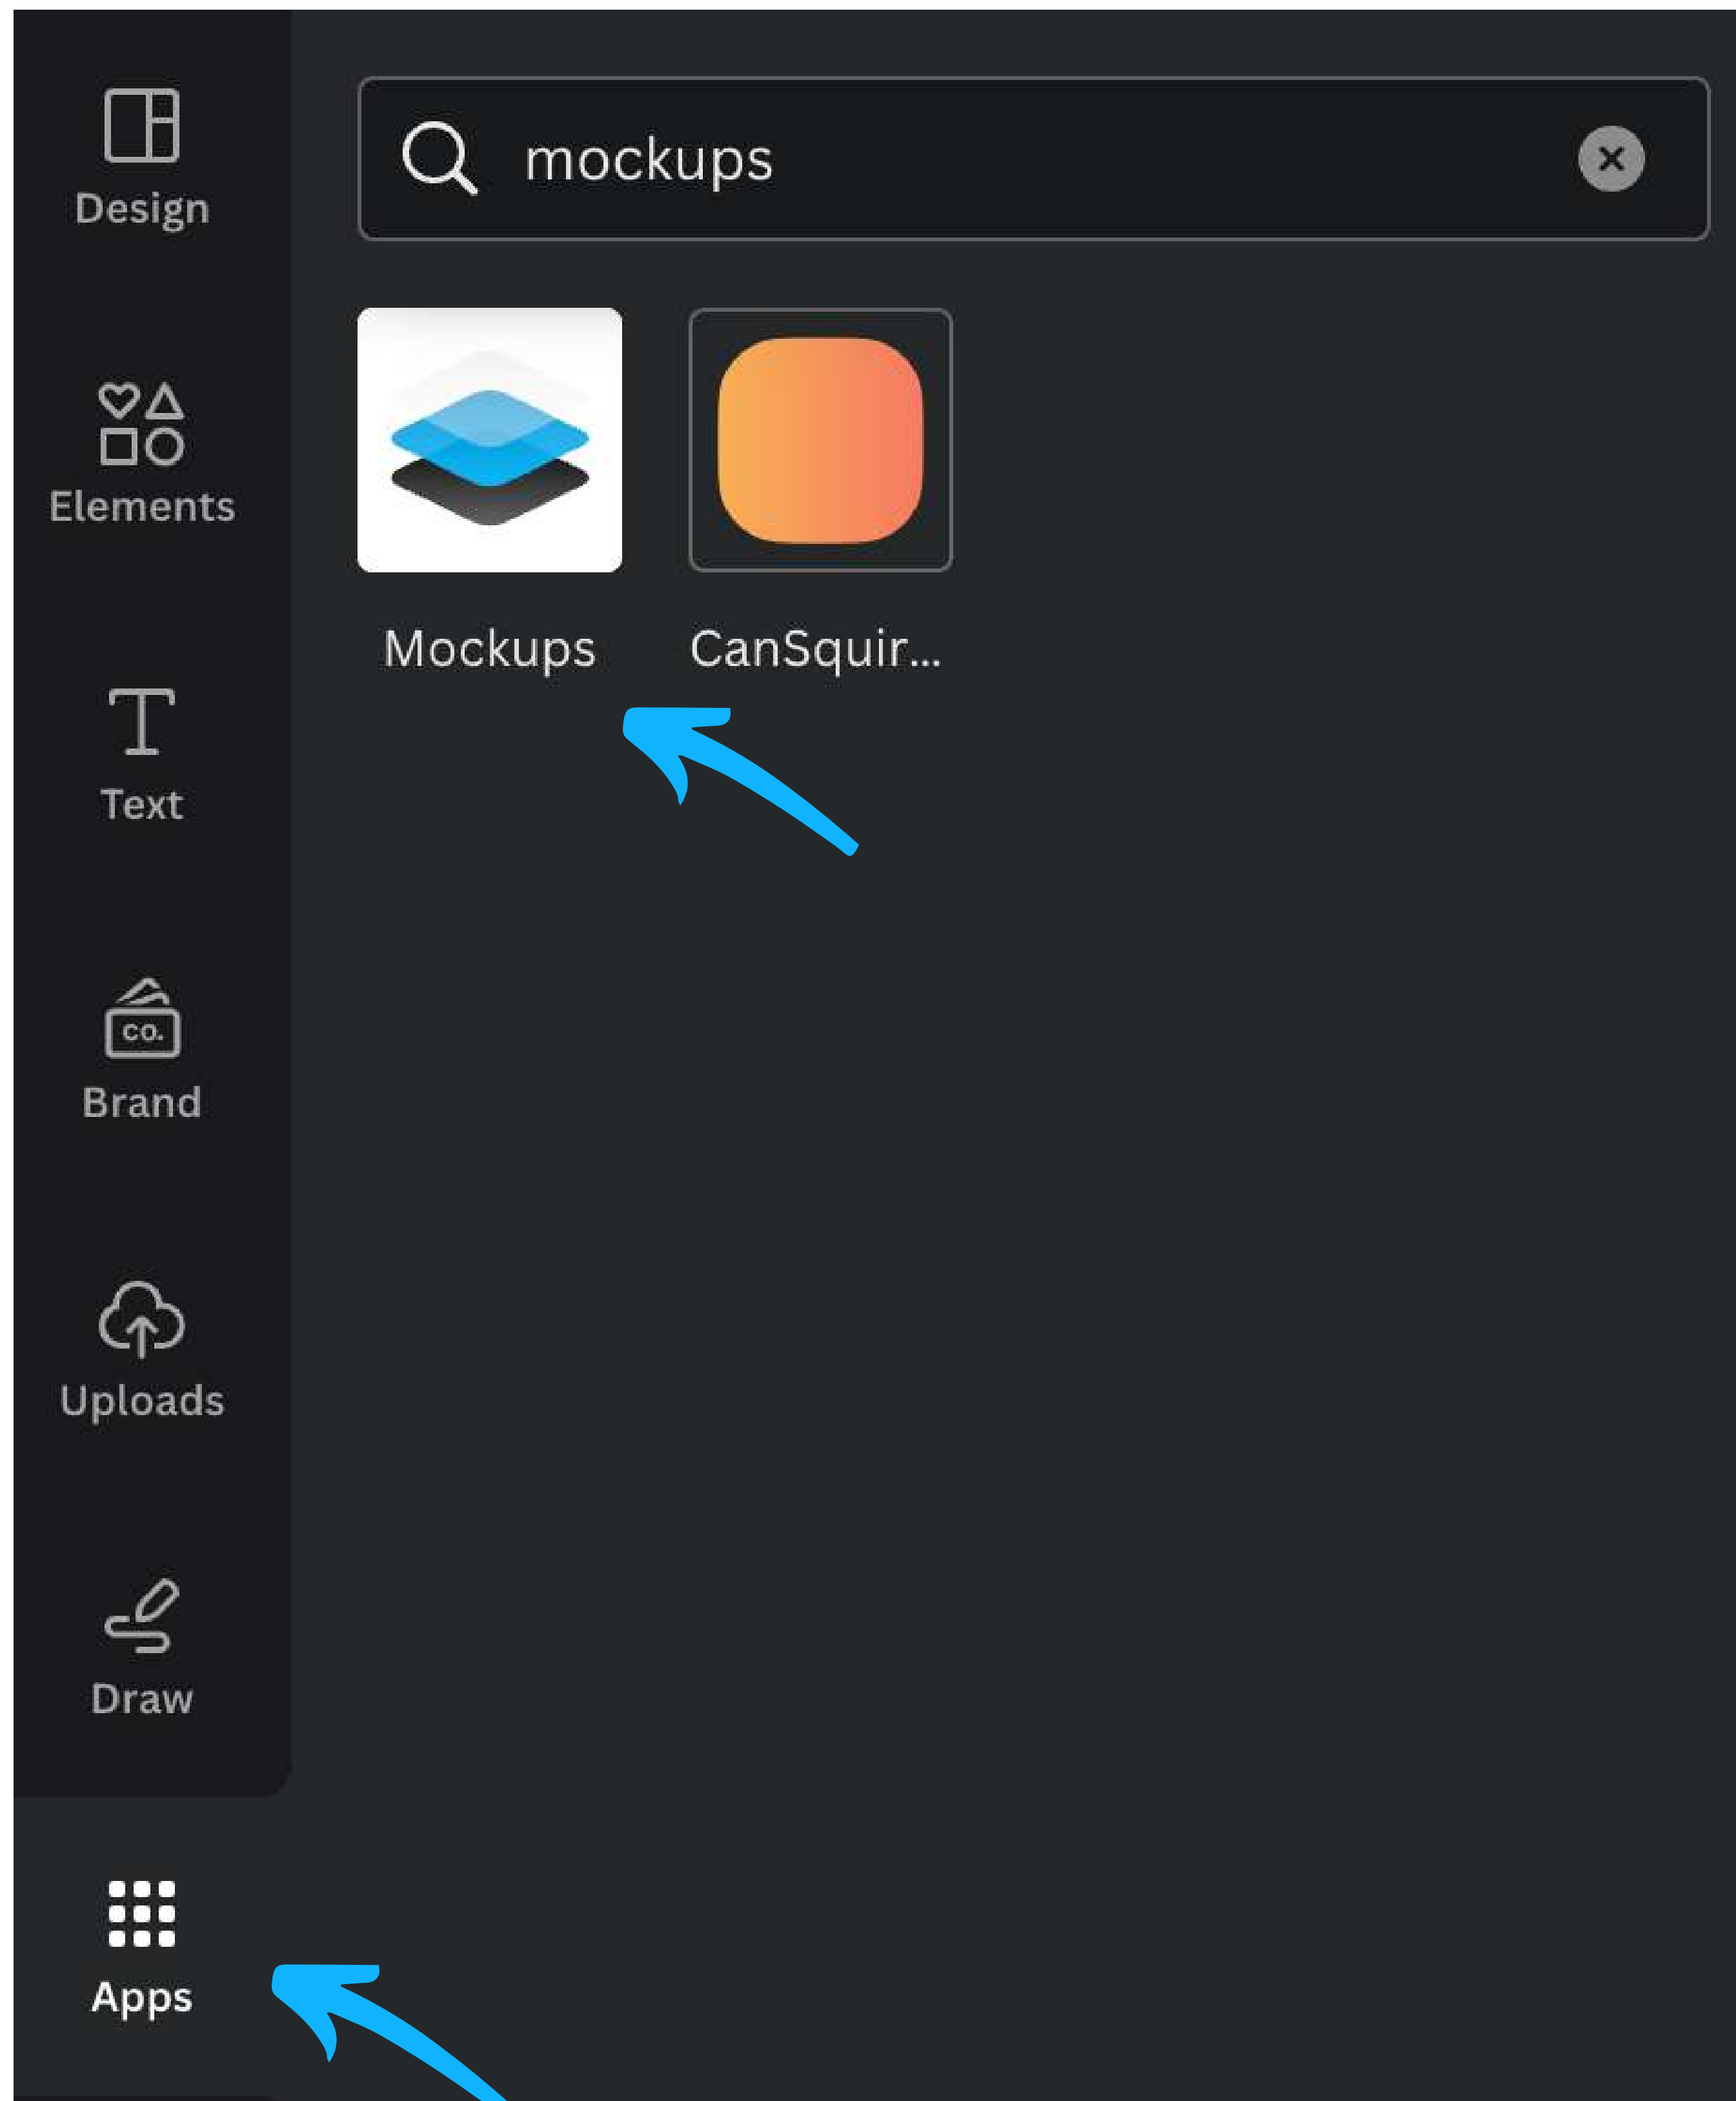 mockups
Design
Elements
Mockups
CanSquir...
Text
co.
Brand
Uploads
Draw
Apps